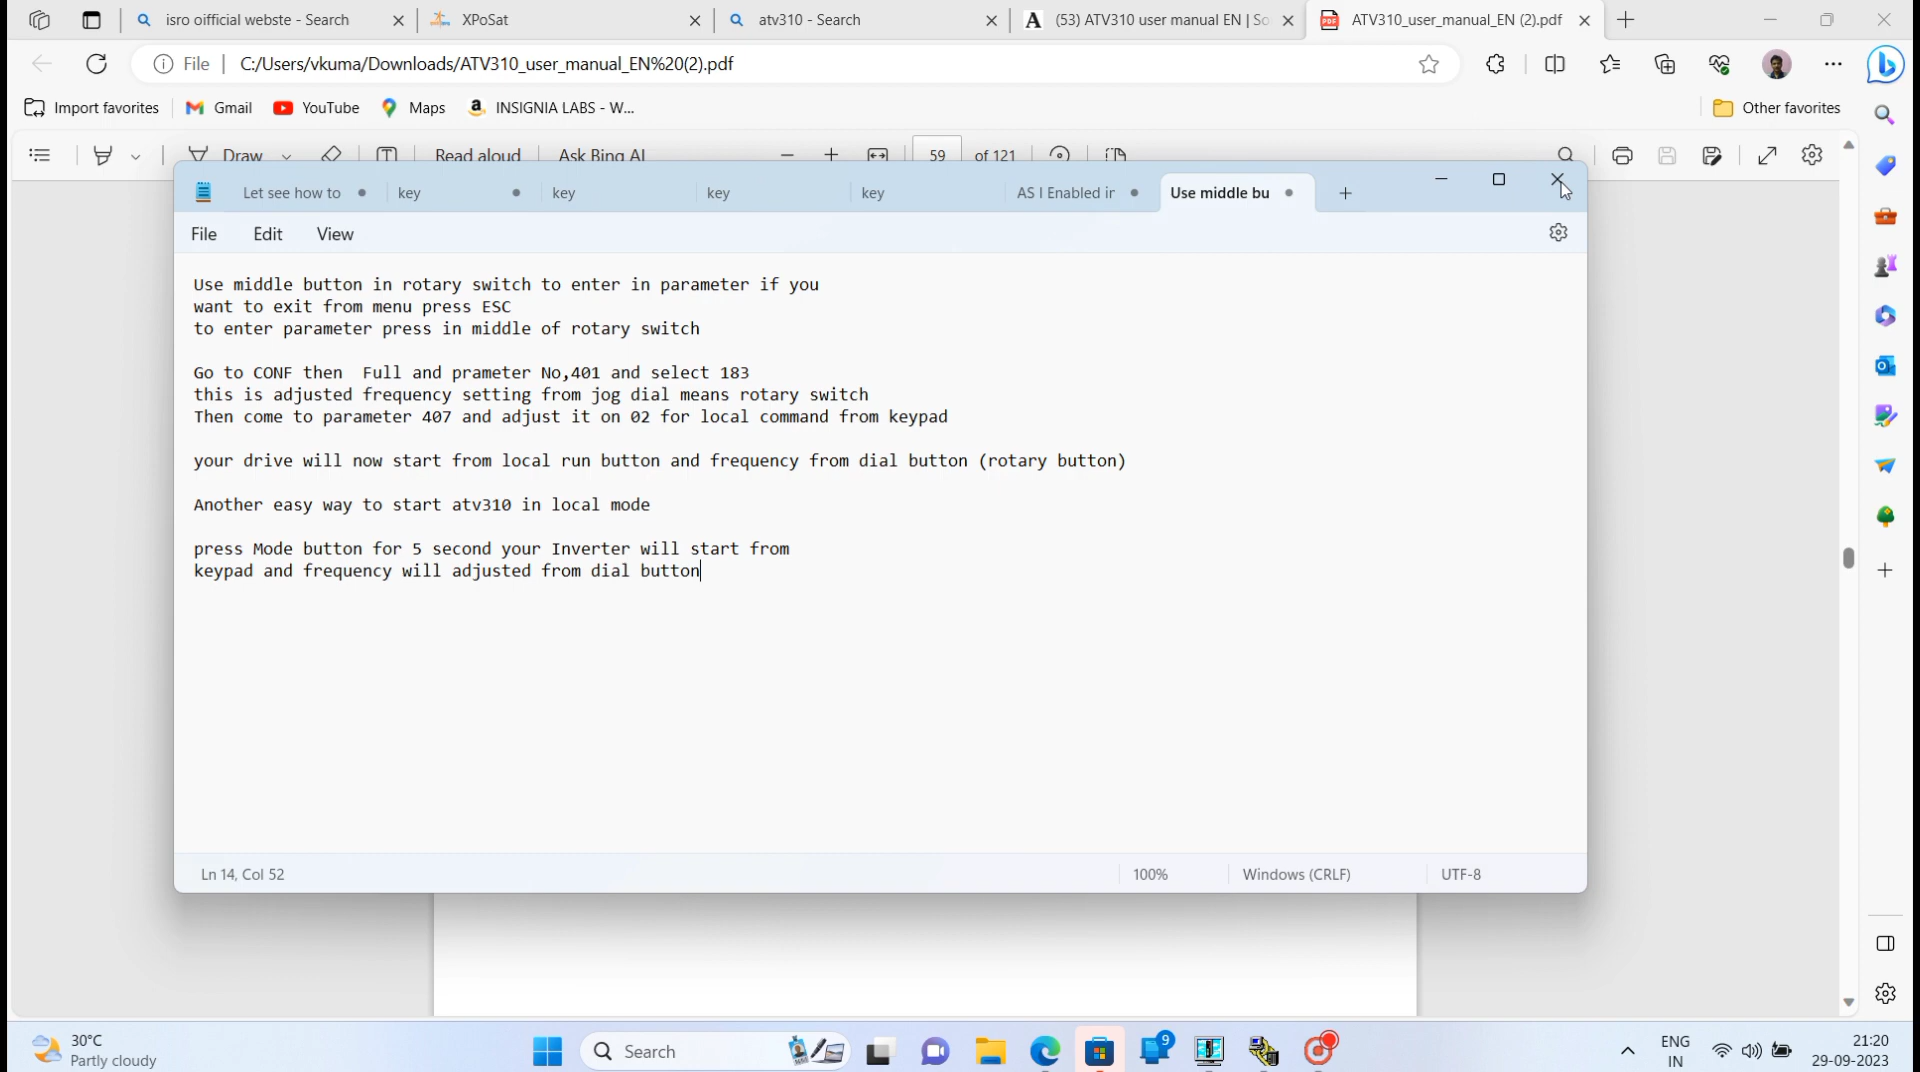 isro oifficial webste - Search
XPoSat
atv310 - Search
(53) ATV310 user manual EN | So
ATV310_user_manual_EN (2).pdf
File
C:/Users/vkuma/Downloads/ATV310_user_manual_EN%20(2).pdf
Import favorites
Gmail
YouTube
Maps
INSIGNIA LABS - W...
Other favorites
Draw
Read aloud
Ask Bing AI
59
of 121
Let see how to
key
key
key
key
AS I Enabled ir
Use middle bu
File
Edit
View
Use middle button in rotary switch to enter in parameter if you
want to exit from menu press ESC
to enter parameter press in middle of rotary switch
Go to CONF then  Full and prameter No,401 and select 183
this is adjusted frequency setting from jog dial means rotary switch
Then come to parameter 407 and adjust it on 02 for local command from keypad
your drive will now start from local run button and frequency from dial button (rotary button)
Another easy way to start atv310 in local mode
press Mode button for 5 second your Inverter will start from
keypad and frequency will adjusted from dial button
Ln 14, Col 52
100%
Windows (CRLF)
UTF-8
30°C
Partly cloudy
Search
9
ENG
IN
21:20
29-09-2023